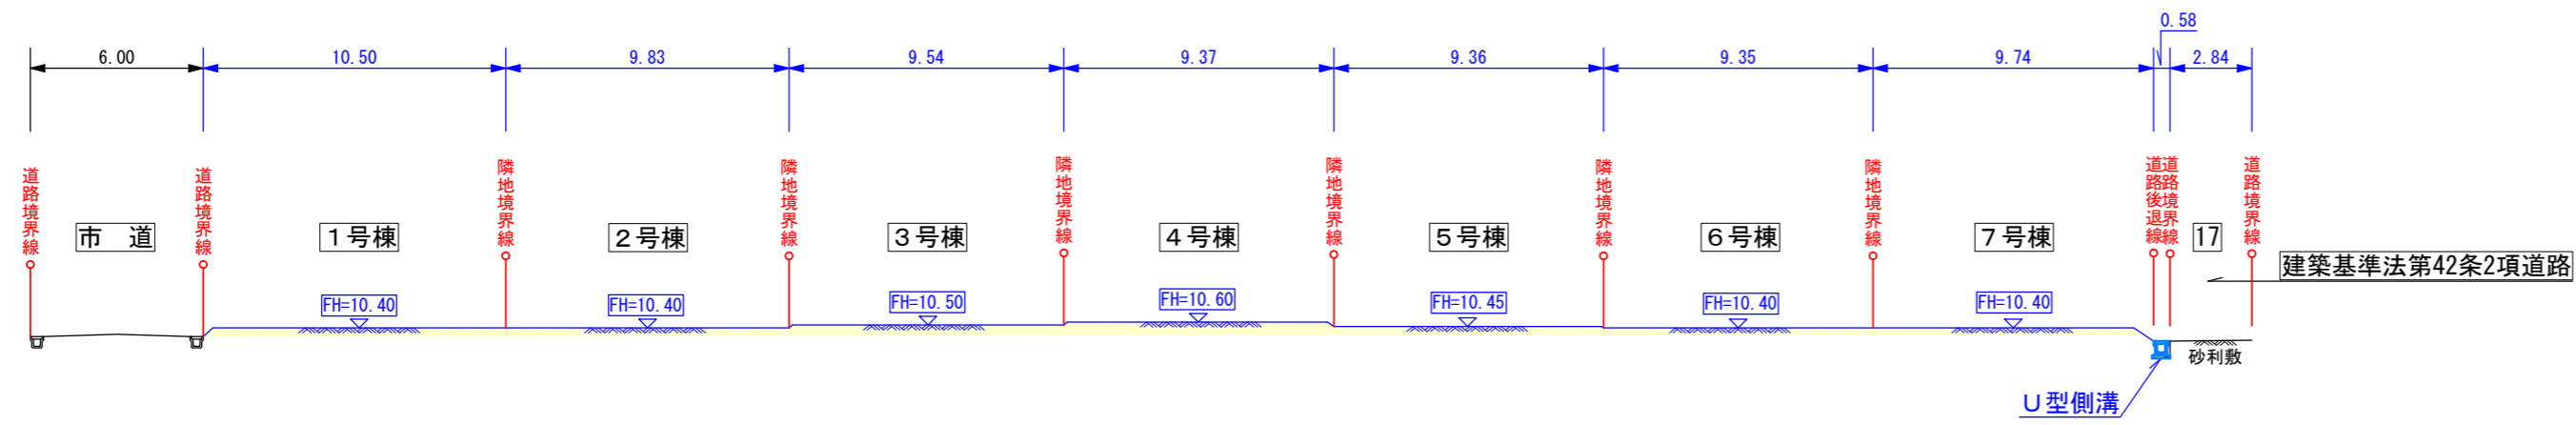 0.58
6.00
10.50
9.83
9.54
9.37
9.36
9.35
9.74
2.84
道路境界線
道路境界線
隣地境界線
隣地境界線
隣地境界線
隣地境界線
隣地境界線
隣地境界線
道路後退線
道路境界線
道路境界線
市 道
1号棟
2号棟
3号棟
4号棟
5号棟
6号棟
7号棟
17
建築基準法第42条2項道路
FH=10.40
FH=10.40
FH=10.50
FH=10.60
FH=10.45
FH=10.40
FH=10.40
砂利敷
U型側溝